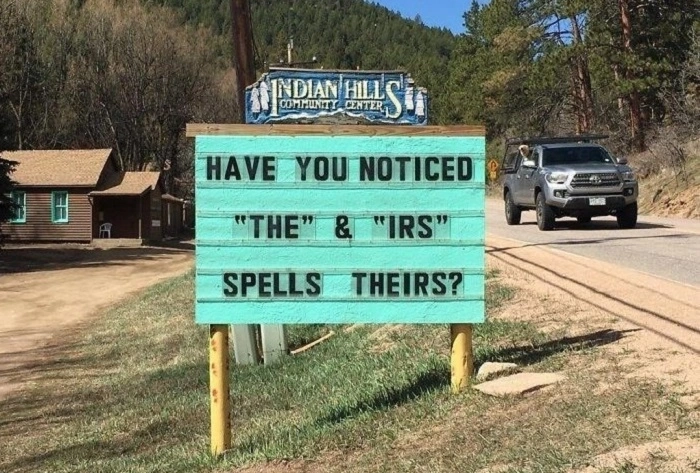 INDIAN HILLS
COMMUNITY CENTER
HAVE YOU NOTICED
"THE" & "IRS"
SPELLS THEIRS?